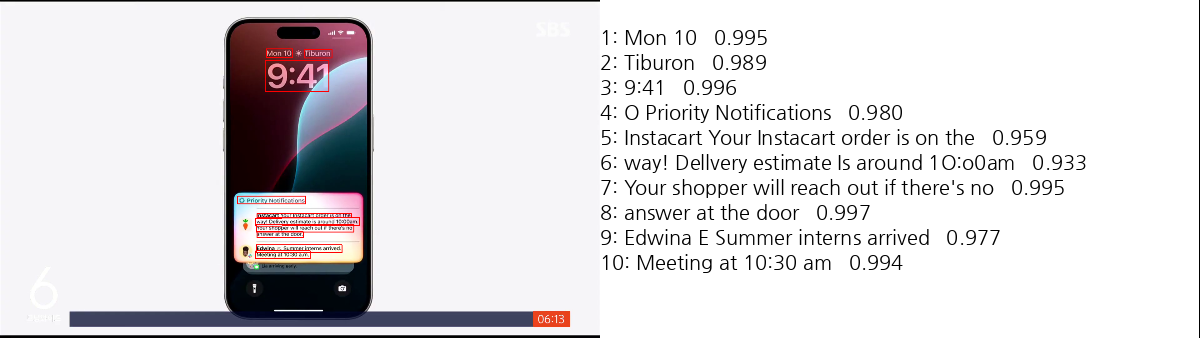 SBS
Mon 10 ☀ Tiburon
9:41
Priority Notifications
Instacart Your Instacart order is on the
way! Delivery estimate is around 10:00am.
Your shopper will reach out if there's no
answer at the door.
Edwina Summer interns arrived.
Meeting at 10:30 a.m.
6
06:13
1: Mon 10 0.995
2: Tiburon 0.989
3: 9:41 0.996
4: O Priority Notifications 0.980
5: Instacart Your Instacart order is on the 0.959
6: way! Dellvery estimate Is around 1O:o0am 0.933
7: Your shopper will reach out if there's no 0.995
8: answer at the door 0.997
9: Edwina E Summer interns arrived 0.977
10: Meeting at 10:30 am 0.994